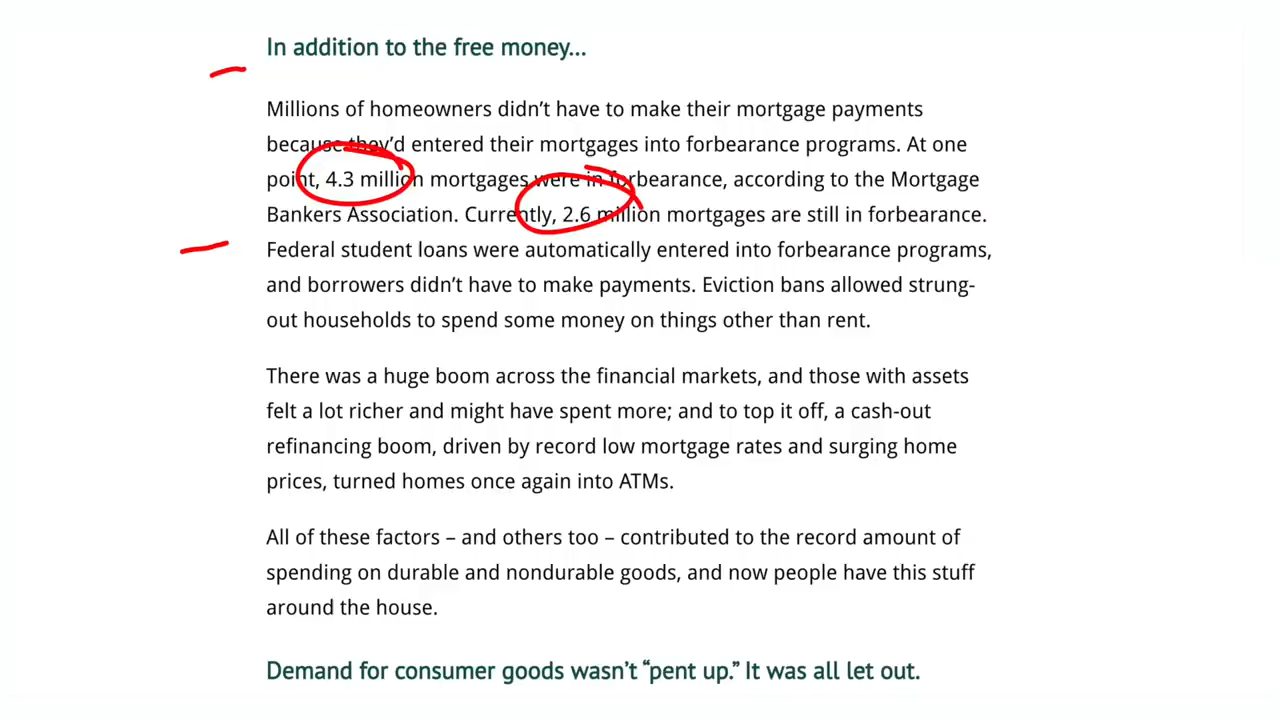 In addition to the free money...
Millions of homeowners didn’t have to make their mortgage payments
because they’d entered their mortgages into forbearance programs. At one
point, 4.3 million mortgages were in forbearance, according to the Mortgage
Bankers Association. Currently, 2.6 million mortgages are still in forbearance.
Federal student loans were automatically entered into forbearance programs,
and borrowers didn’t have to make payments. Eviction bans allowed strung-
out households to spend some money on things other than rent.
There was a huge boom across the financial markets, and those with assets
felt a lot richer and might have spent more; and to top it off, a cash-out
refinancing boom, driven by record low mortgage rates and surging home
prices, turned homes once again into ATMs.
All of these factors – and others too – contributed to the record amount of
spending on durable and nondurable goods, and now people have this stuff
around the house.
Demand for consumer goods wasn’t “pent up.” It was all let out.